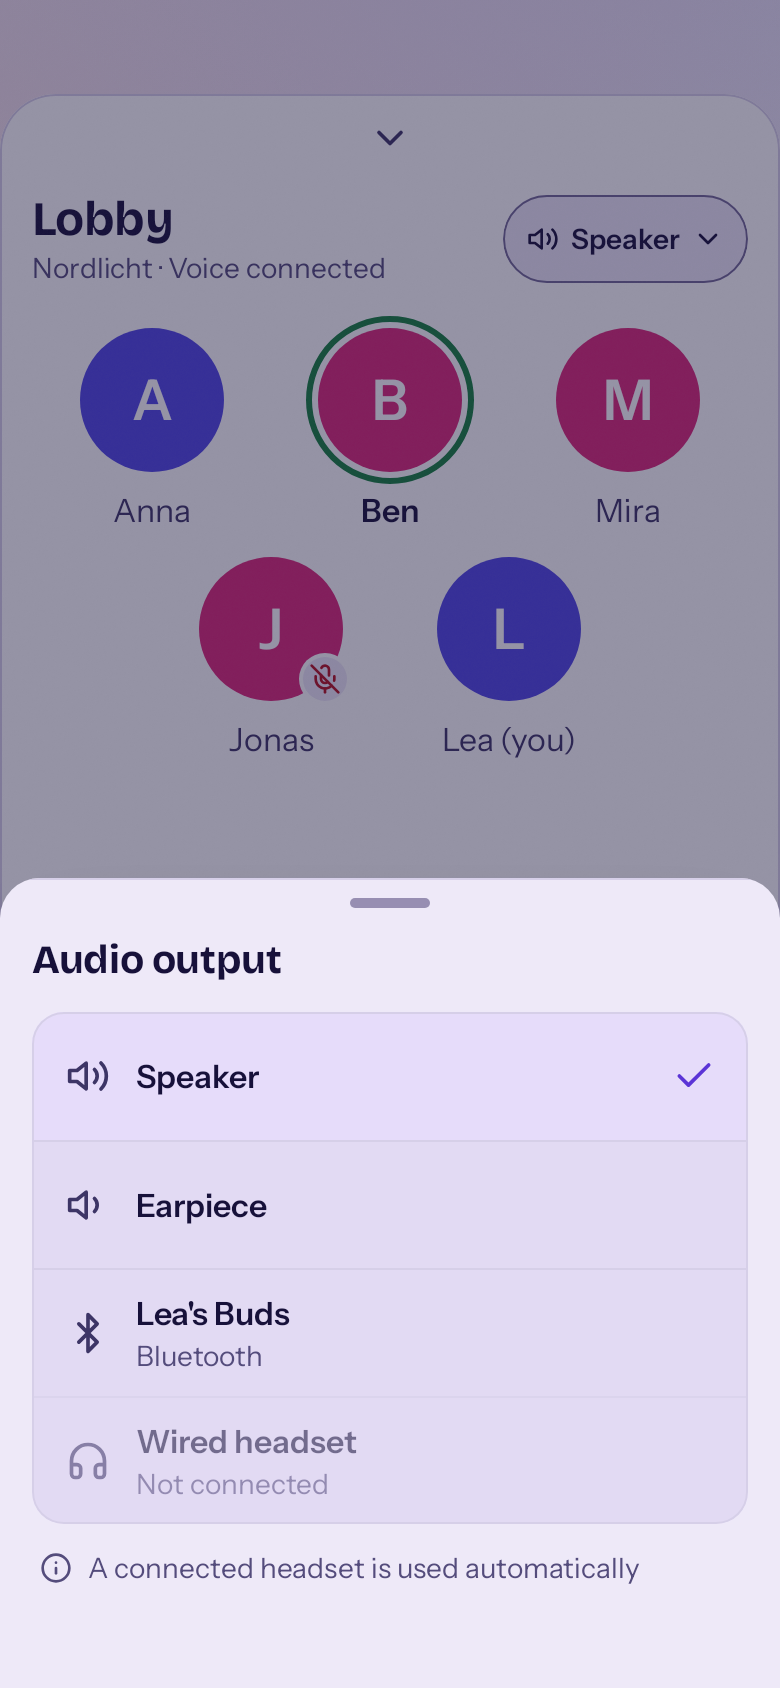 Lobby
Nordlicht · Voice connected
Speaker
A
B
M
Anna
Ben
Mira
J
L
Jonas
Lea (you)
Audio output
Speaker
Earpiece
Lea's Buds
Bluetooth
Wired headset
Not connected
A connected headset is used automatically